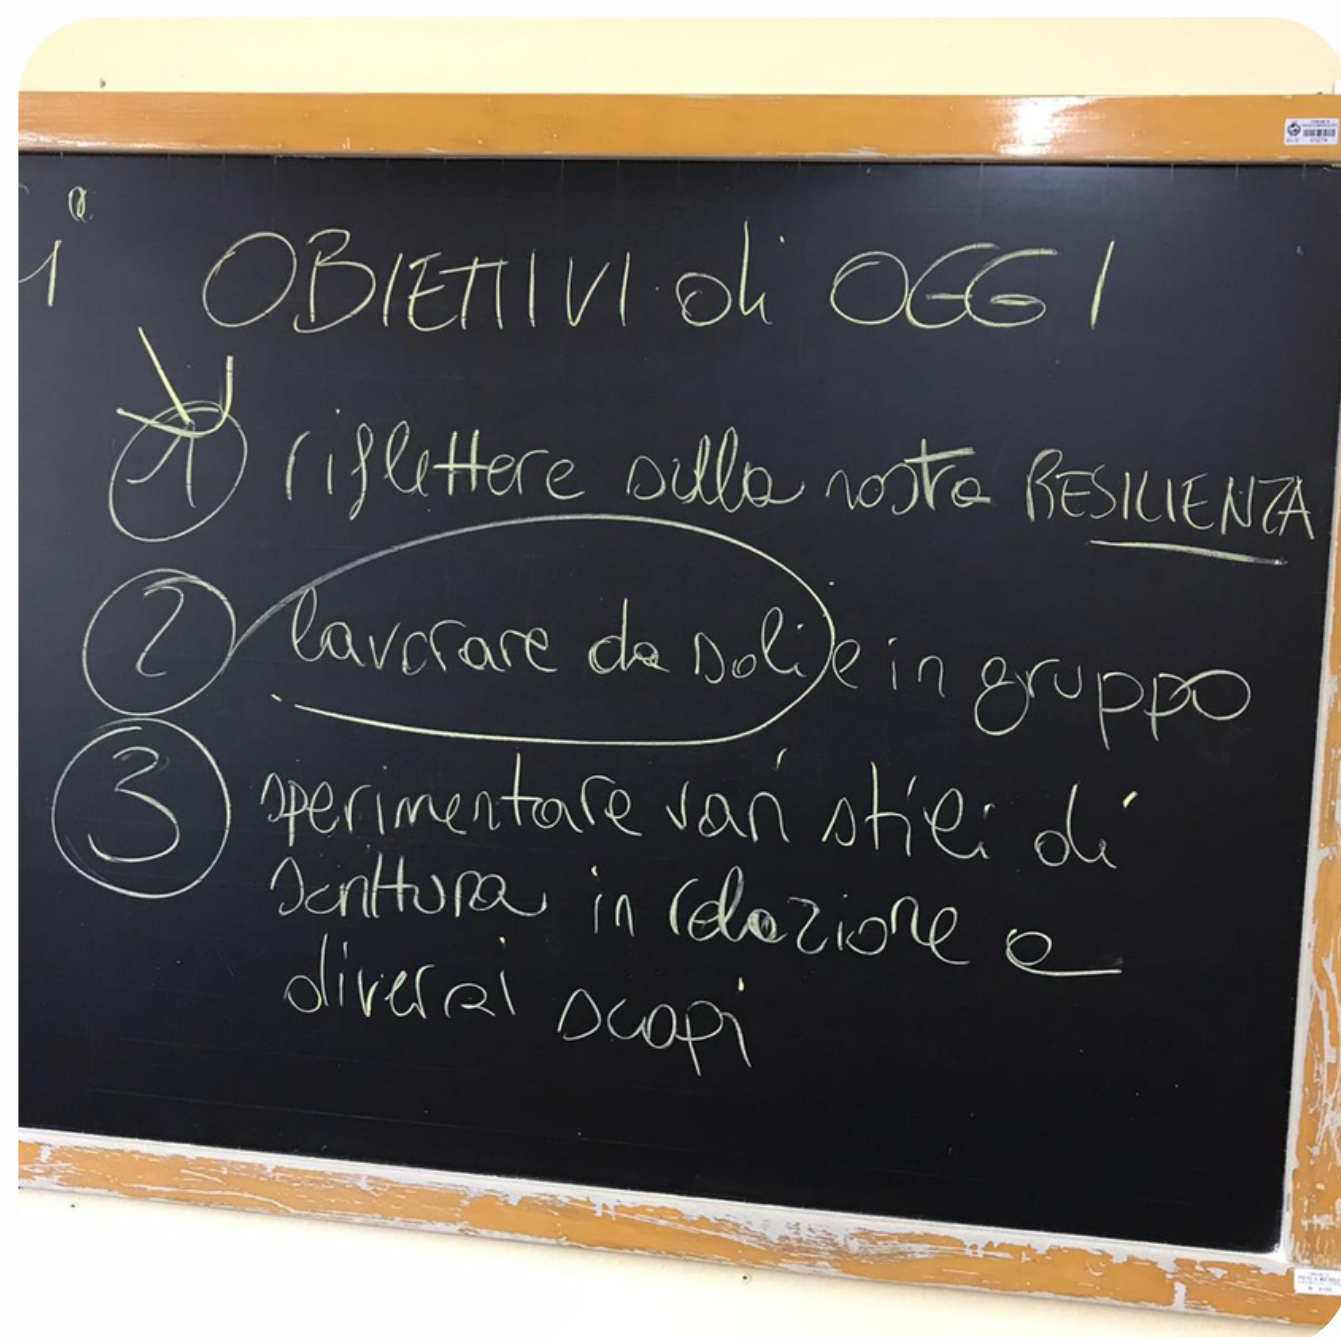 1ª
OBIETTIVI di OGGI
1 riflettere sulla nostra RESILIENZA
2 lavorare da soli e in gruppo
3 sperimentare vari stili di
scrittura in relazione a
diversi scopi